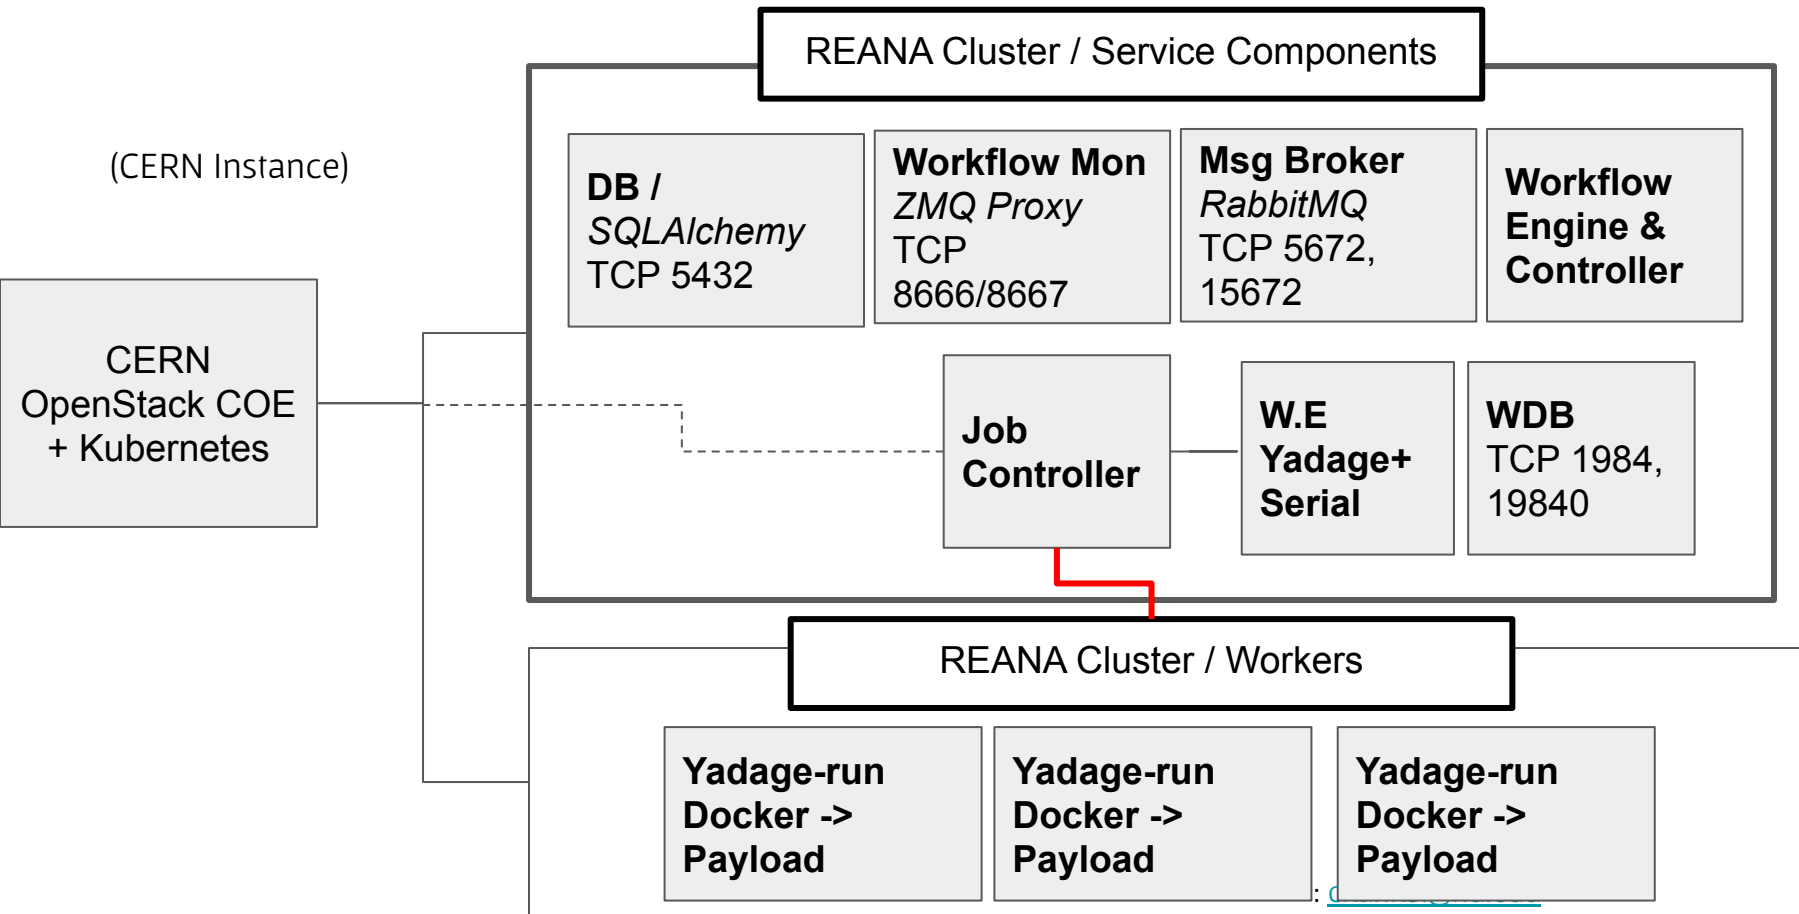 REANA Cluster / Service Components
(CERN Instance)
DB /
SQLAlchemy
TCP 5432
Workflow Mon
ZMQ Proxy
TCP
8666/8667
Msg Broker
RabbitMQ
TCP 5672,
15672
Workflow
Engine &
Controller
CERN
OpenStack COE
+ Kubernetes
Job
Controller
W.E
Yadage+
Serial
WDB
TCP 1984,
19840
REANA Cluster / Workers
Yadage-run
Docker ->
Payload
Yadage-run
Docker ->
Payload
Yadage-run
Docker ->
Payload
: